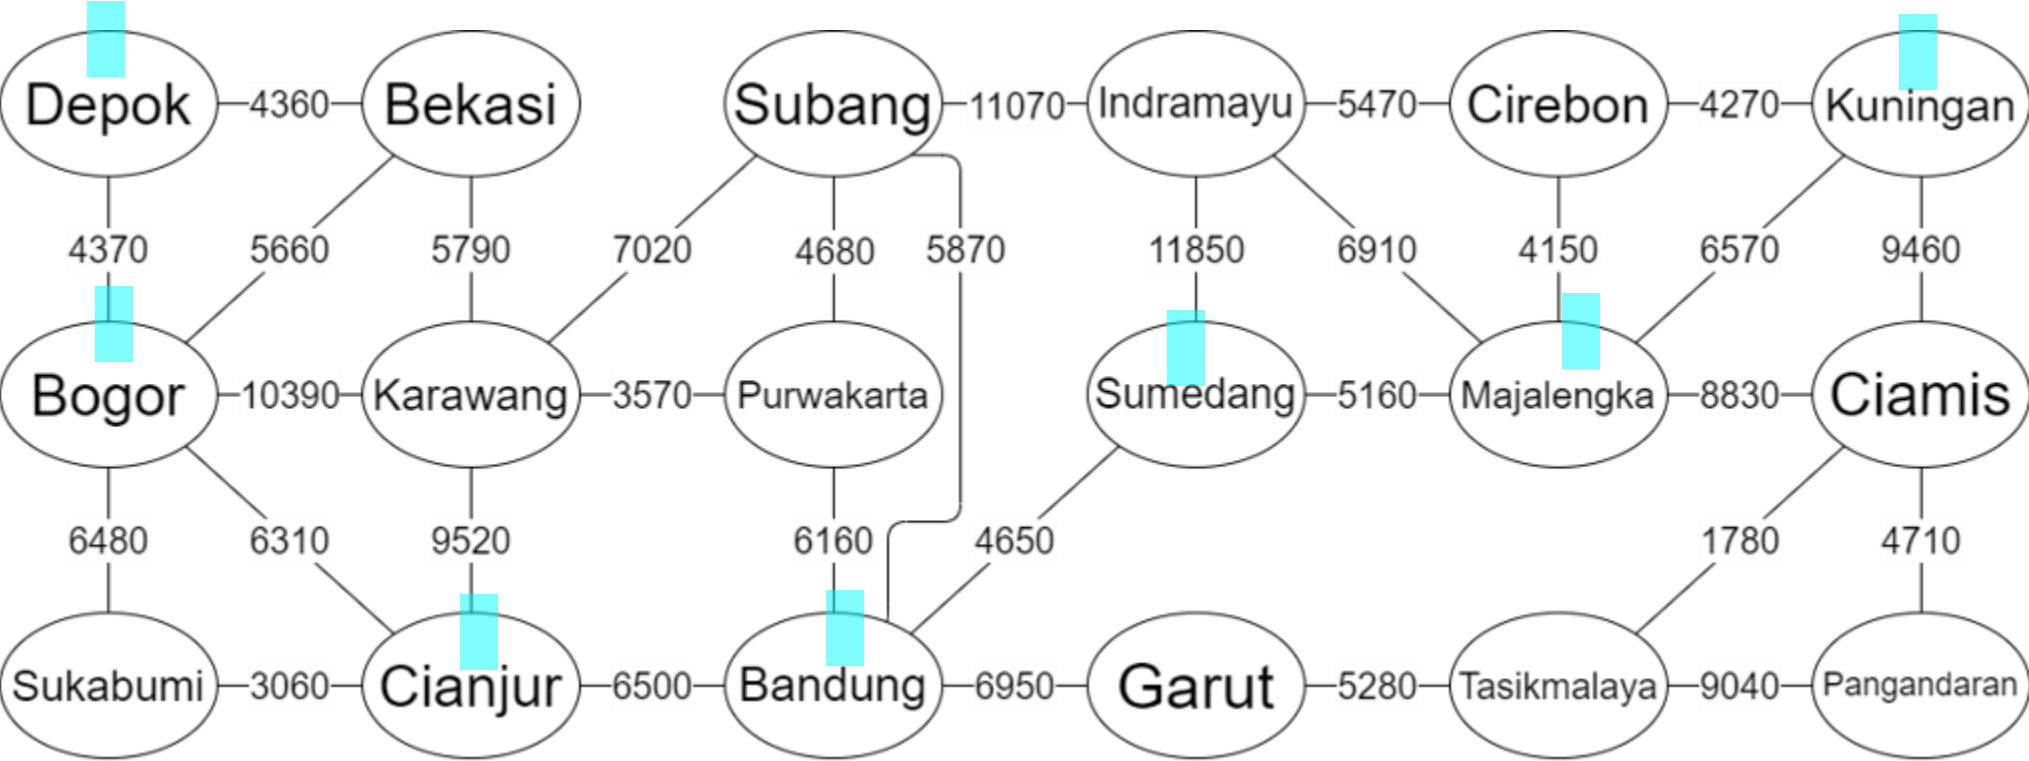 Depok 4360 Bekasi Subang 11070 Indramayu 5470 Cirebon 4270 Kuningan
4370 5660 5790 7020 4680 5870 11850 6910 4150 6570 9460
Bogor 10390 Karawang 3570 Purwakarta Sumedang 5160 Majalengka 8830 Ciamis
6480 6310 9520 6160 4650 1780 4710
Sukabumi 3060 Cianjur 6500 Bandung 6950 Garut 5280 Tasikmalaya 9040 Pangandaran